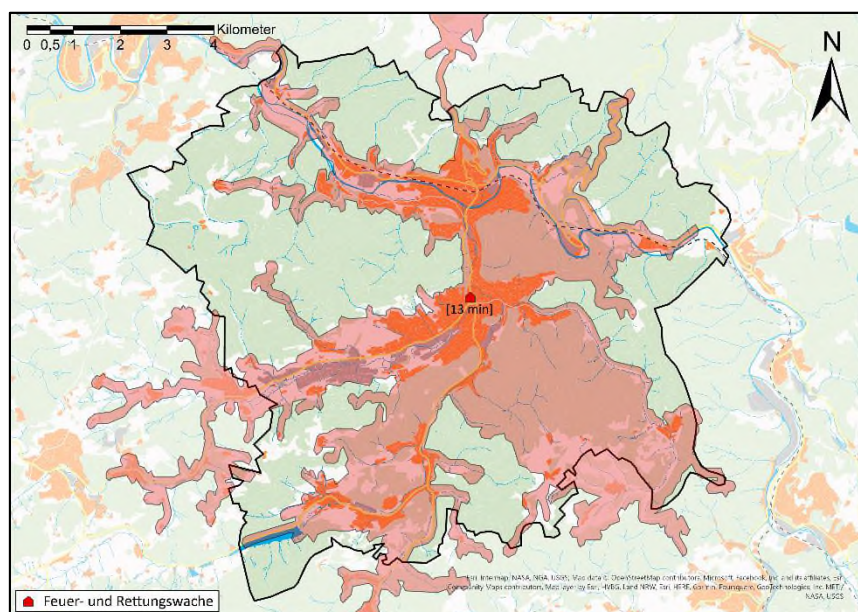 Kilometer
0 0,5 1 2 3 4
N
[13 min]
Esri, Intermap, NASA, NGA, USGS; Map data © OpenStreetMap contributors, Microsoft, Facebook, Inc. and its affiliates, Esri
Community Maps contributors, Map layer by Esri, HVBG, Land NRW, Esri, HERE, Garmin, Foursquare, GeoTechnologies, Inc, METI/
NASA, USGS
Feuer- und Rettungswache